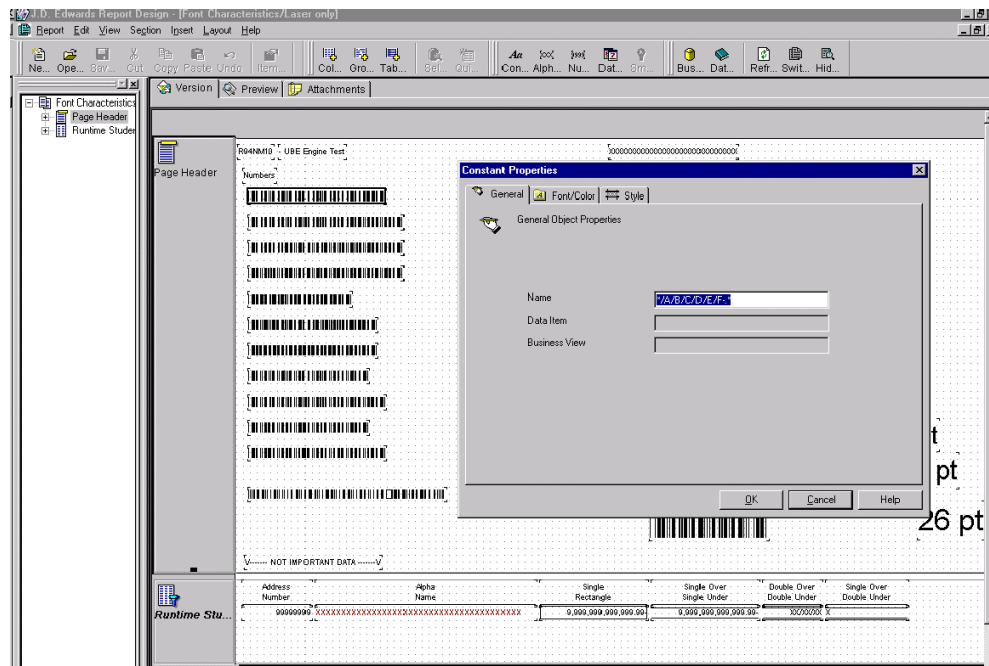 J.D. Edwards Report Design - [Font Characteristics/Laser only]
Report Edit View Section Insert Layout Help
Ne... Ope... Sav... Cut Copy Paste Undo Item... Col... Gro... Tab... Sel... Qui... Con... Alph... Nu... Dat... Sm... Bus... Dat... Refr... Swit... Hid...
Version Preview Attachments
Font Characteristics
Page Header
Runtime Studen
Page Header
R94NM10 - UBE Engine Test
Numbers
Constant Properties
General Font/Color Style
General Object Properties
Name
*/A/B/C/D/E/F-.*
Data Item
Business View
OK Cancel Help
t
pt
26 pt
V------ NOT IMPORTANT DATA ------V
Runtime Stu...
Address Alpha Single Single Over Double Over Single Over
Number Name Rectangle Single Under Double Under Double Under
99999999 XXXXXXXXXXXXXXXXXXXXXXXXXXXXXXXXXXXXXXXX 9,999,999,999,999.99- 9,999,999,999,999.99- XX/XX/XX X